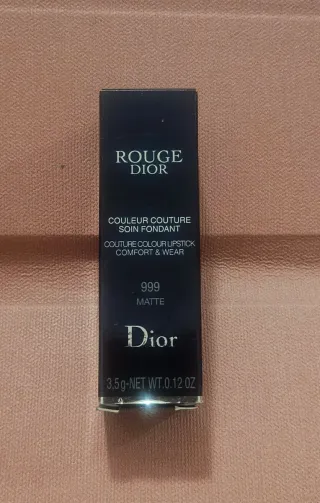 ROUGE
DIOR
COULEUR COUTURE
SOIN FONDANT
COUTURE COLOUR LIPSTICK
COMFORT & WEAR
999
MATTE
Dior
3,5g-NET WT.0.12 OZ